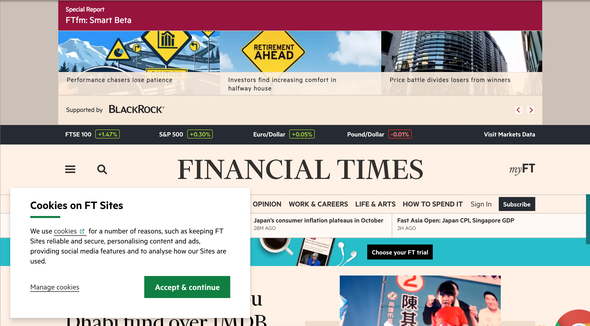 Special Report
FTfm: Smart Beta
RETIREMENT
AHEAD
Performance chasers lose patience
Investors find increasing comfort in
halfway house
Price battle divides losers from winners
Supported by BLACKROCK®
FTSE 100 +1.47%
S&P 500 +0.30%
Euro/Dollar +0.05%
Pound/Dollar -0.01%
Visit Markets Data
FINANCIAL TIMES
myFT
OPINION WORK & CAREERS LIFE & ARTS HOW TO SPEND IT Sign In Subscribe
Japan's consumer inflation plateaus in October
28M AGO
Fast Asia Open: Japan CPI, Singapore GDP
2H AGO
Choose your FT trial
Cookies on FT Sites
We use cookies for a number of reasons, such as keeping FT
Sites reliable and secure, personalising content and ads,
providing social media features and to analyse how our Sites are
used.
Manage cookies
Accept & continue
Dhabi fund over 1MDB
陳
其